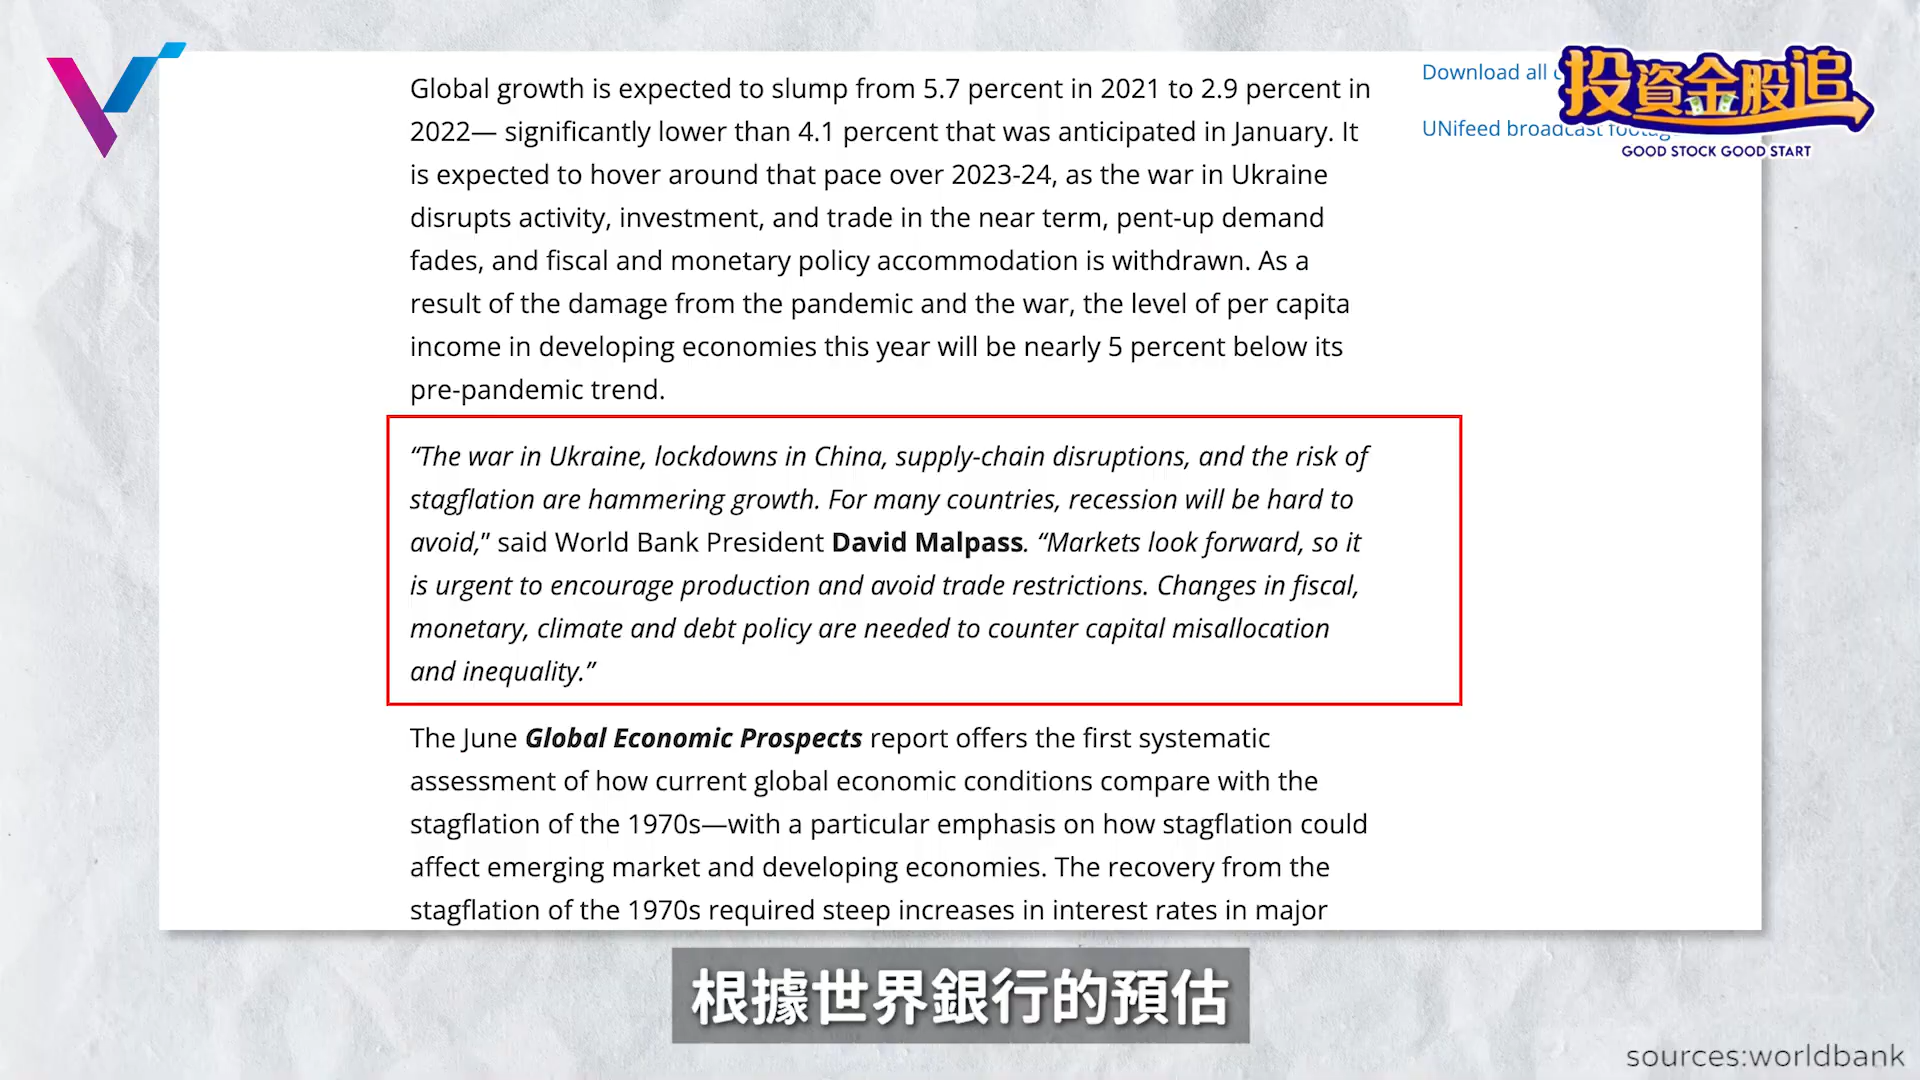 Global growth is expected to slump from 5.7 percent in 2021 to 2.9 percent in
2022— significantly lower than 4.1 percent that was anticipated in January. It
is expected to hover around that pace over 2023-24, as the war in Ukraine
disrupts activity, investment, and trade in the near term, pent-up demand
fades, and fiscal and monetary policy accommodation is withdrawn. As a
result of the damage from the pandemic and the war, the level of per capita
income in developing economies this year will be nearly 5 percent below its
pre-pandemic trend.
“The war in Ukraine, lockdowns in China, supply-chain disruptions, and the risk of
stagflation are hammering growth. For many countries, recession will be hard to
avoid,” said World Bank President David Malpass. “Markets look forward, so it
is urgent to encourage production and avoid trade restrictions. Changes in fiscal,
monetary, climate and debt policy are needed to counter capital misallocation
and inequality.”
The June Global Economic Prospects report offers the first systematic
assessment of how current global economic conditions compare with the
stagflation of the 1970s—with a particular emphasis on how stagflation could
affect emerging market and developing economies. The recovery from the
stagflation of the 1970s required steep increases in interest rates in major
Download all
UNifeed broadcast
投資金股追
GOOD STOCK GOOD START
根據世界銀行的預估
sources:worldbank